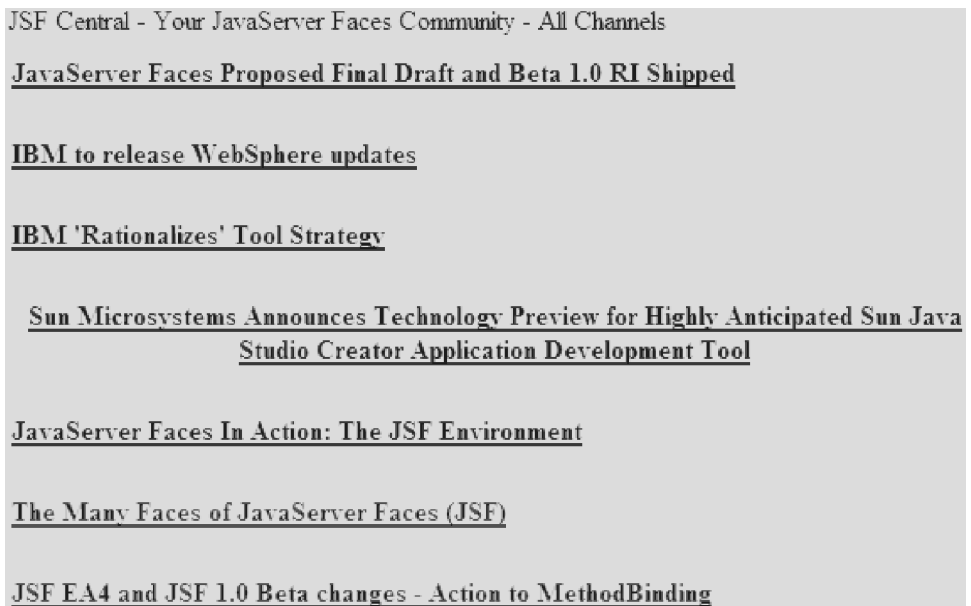 JSF Central - Your JavaServer Faces Community - All Channels
JavaServer Faces Proposed Final Draft and Beta 1.0 RI Shipped
IBM to release WebSphere updates
IBM 'Rationalizes' Tool Strategy
Sun Microsystems Announces Technology Preview for Highly Anticipated Sun Java
Studio Creator Application Development Tool
JavaServer Faces In Action: The JSF Environment
The Many Faces of JavaServer Faces (JSF)
JSF EA4 and JSF 1.0 Beta changes - Action to MethodBinding